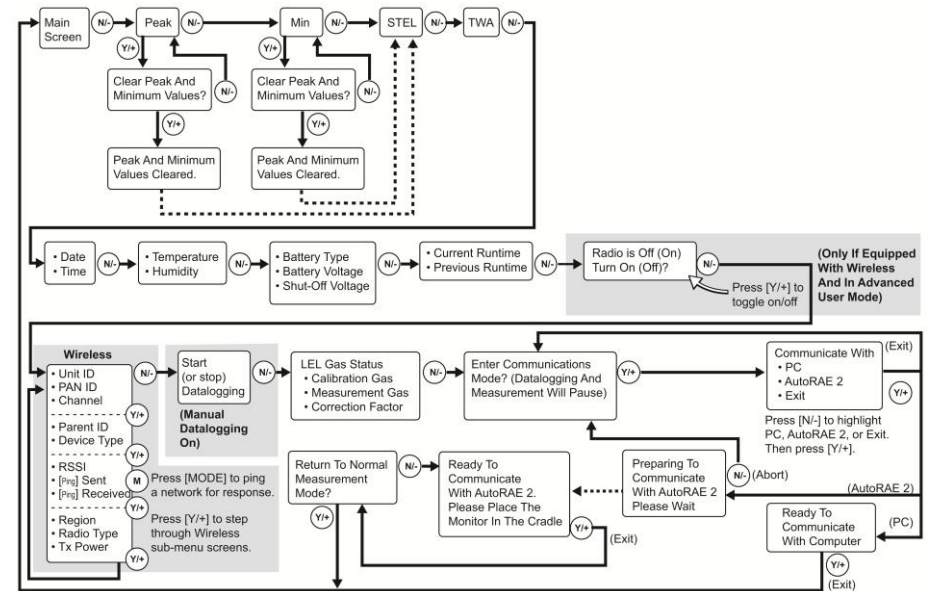 Main
Screen
N/-
Peak
N/-
Min
N/-
STEL
N/-
TWA
N/-
Y/+
Y/+
Clear Peak And
Minimum Values?
N/-
Clear Peak And
Minimum Values?
N/-
Y/+
Y/+
Peak And Minimum
Values Cleared.
Peak And Minimum
Values Cleared.
• Date
• Time
N/-
• Temperature
• Humidity
N/-
• Battery Type
• Battery Voltage
• Shut-Off Voltage
N/-
• Current Runtime
• Previous Runtime
N/-
Radio is Off (On)
Turn On (Off)?
N/-
Press [Y/+] to
toggle on/off
(Only If Equipped
With Wireless
And In Advanced
User Mode)
Wireless
• Unit ID
• PAN ID
• Channel
N/-
Y/+
• Parent ID
• Device Type
Y/+
• RSSI
• [Ping] Sent
• [Ping] Received
M
Press [MODE] to ping
a network for response.
Y/+
• Region
• Radio Type
• Tx Power
Press [Y/+] to step
through Wireless
sub-menu screens.
Y/+
Start
(or stop)
Datalogging
N/-
(Manual
Datalogging
On)
LEL Gas Status
• Calibration Gas
• Measurement Gas
• Correction Factor
N/-
Enter Communications
Mode? (Datalogging And
Measurement Will Pause)
Y/+
Communicate With
• PC
• AutoRAE 2
• Exit
(Exit)
Y/+
Press [N/-] to highlight
PC, AutoRAE 2, or Exit.
Then press [Y/+].
Return To Normal
Measurement
Mode?
N/-
Y/+
Ready To
Communicate
With AutoRAE 2.
Please Place The
Monitor In The Cradle
Y/+
(Exit)
Preparing To
Communicate
With AutoRAE 2
Please Wait
N/-
(Abort)
(AutoRAE 2)
(PC)
Ready To
Communicate
With Computer
Y/+
(Exit)